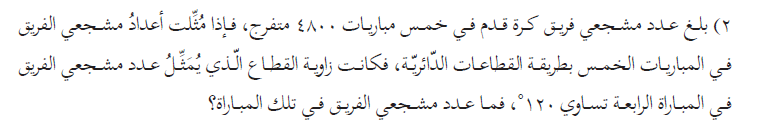 ٢) بلغ عدد مشجعي فريق كرة قدم في خمس مباريات ٤٨٠٠ متفرج، فإذا مُثِّلت أعدادُ مشجعي الفريق
في المباريات الخمس بطريقة القطاعات الدّائريّة، فكانت زاوية القطاع الّذي يُمَثِّلُ عدد مشجعي الفريق
في المباراة الرابعة تساوي ١٢٠°، فما عدد مشجعي الفريق في تلك المباراة؟